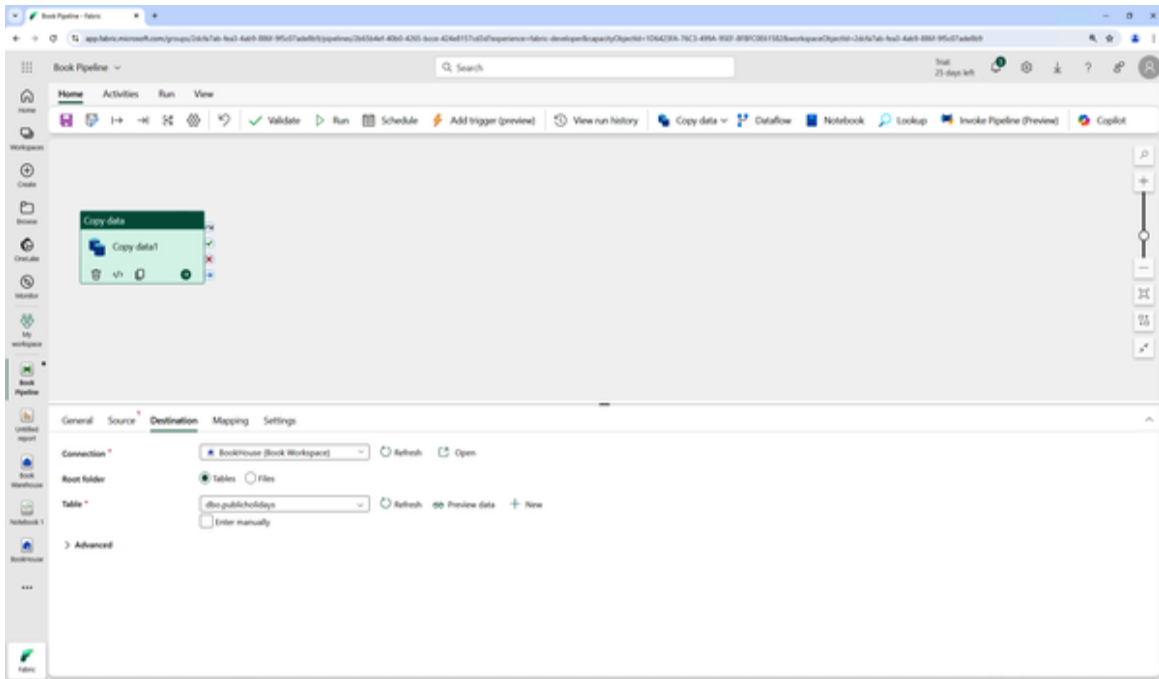 Book Pipeline - Fabric
Book Pipeline
Search
Trial:
25 days left
Home Activities Run View
Validate Run Schedule Add trigger (preview) View run history Copy data Dataflow Notebook Lookup Invoke Pipeline (Preview) Copilot
Home
Workspaces
Create
Browse
OneLake
Monitor
My workspace
Book Pipeline
Untitled report
Book Warehouse
Notebook 1
BookHouse
Fabric
Copy data
Copy data1
General Source Destination Mapping Settings
Connection * BookHouse (Book Workspace) Refresh Open
Root folder Tables Files
Table * dbo.publicholidays Refresh Preview data New
Enter manually
Advanced